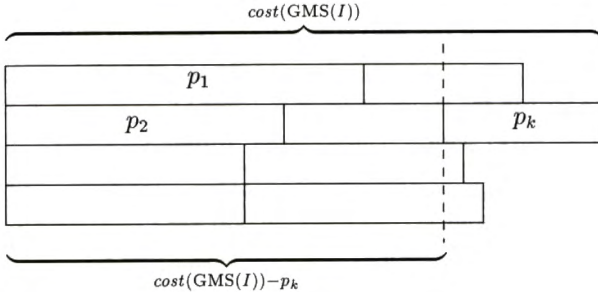 cost(GMS(I))
p₁
p₂ pₖ
cost(GMS(I))−pₖ